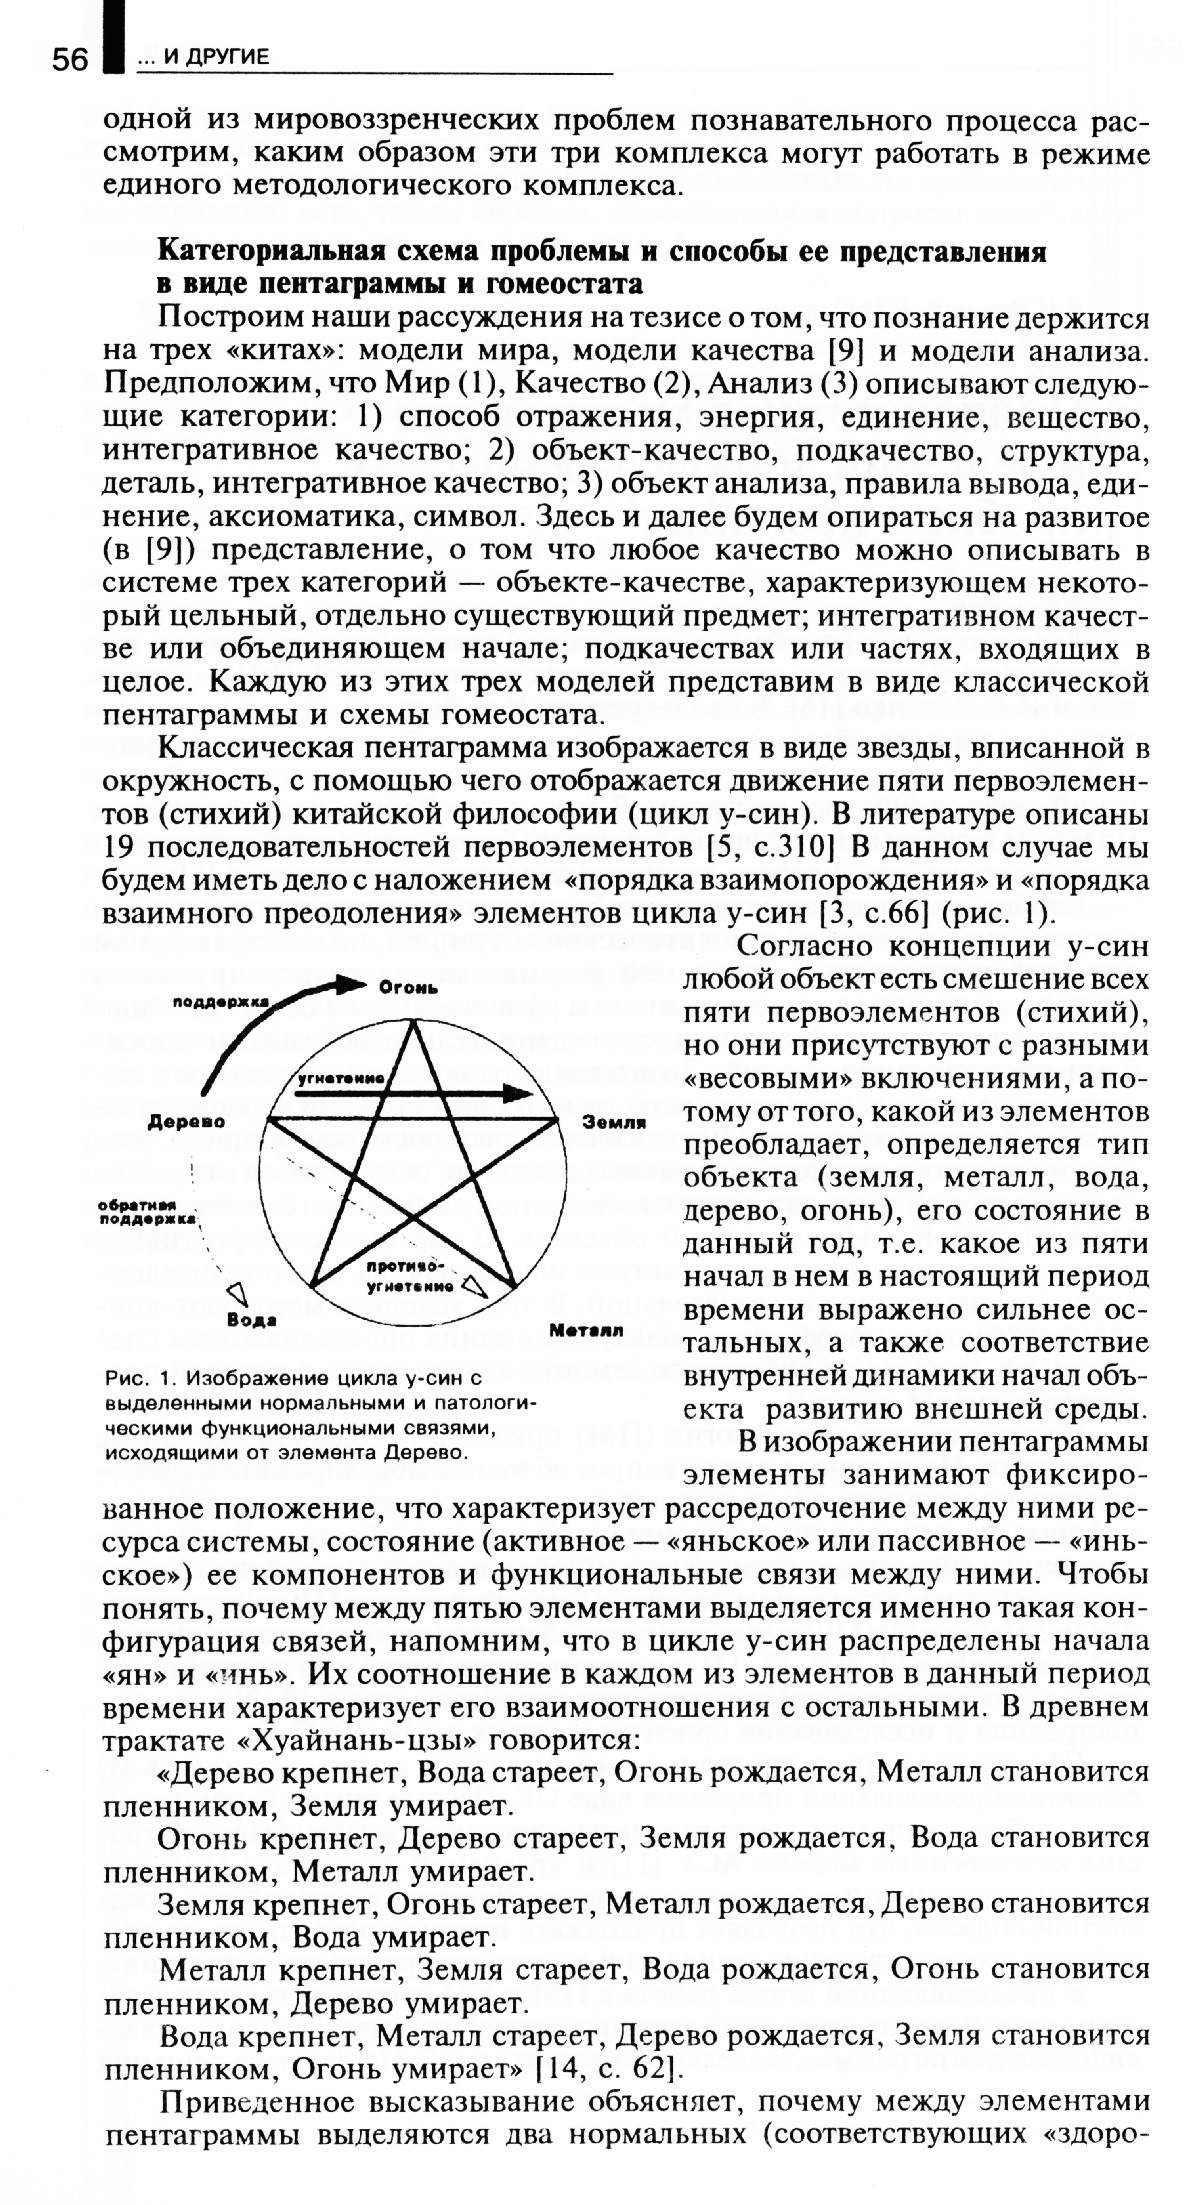 56
... И ДРУГИЕ
одной из мировоззренческих проблем познавательного процесса рас-
смотрим, каким образом эти три комплекса могут работать в режиме
единого методологического комплекса.
Категориальная схема проблемы и способы ее представления
в виде пентаграммы и гомеостата
Построим наши рассуждения на тезисе о том, что познание держится
на трех «китах»: модели мира, модели качества [9] и модели анализа.
Предположим, что Мир (1), Качество (2), Анализ (3) описывают следую-
щие категории: 1) способ отражения, энергия, единение, вещество,
интегративное качество; 2) объект-качество, подкачество, структура,
деталь, интегративное качество; 3) объект анализа, правила вывода, еди-
нение, аксиоматика, символ. Здесь и далее будем опираться на развитое
(в [9]) представление, о том что любое качество можно описывать в
системе трех категорий — объекте-качестве, характеризующем некото-
рый цельный, отдельно существующий предмет; интегративном качест-
ве или объединяющем начале; подкачествах или частях, входящих в
целое. Каждую из этих трех моделей представим в виде классической
пентаграммы и схемы гомеостата.
Классическая пентаграмма изображается в виде звезды, вписанной в
окружность, с помощью чего отображается движение пяти первоэлемен-
тов (стихий) китайской философии (цикл у-син). В литературе описаны
19 последовательностей первоэлементов [5, с.310] В данном случае мы
будем иметь дело с наложением «порядка взаимопорождения» и «порядка
взаимного преодоления» элементов цикла у-син [3, с.66] (рис. 1).
поддержка
Огонь
угнетение
Дерево
Земля
обратная
поддержка
противо-
угнетение
Вода
Металл
Рис. 1. Изображение цикла у-син с
выделенными нормальными и патологи-
ческими функциональными связями,
исходящими от элемента Дерево.
Согласно концепции у-син
любой объект есть смешение всех
пяти первоэлементов (стихий),
но они присутствуют с разными
«весовыми» включениями, а по-
тому от того, какой из элементов
преобладает, определяется тип
объекта (земля, металл, вода,
дерево, огонь), его состояние в
данный год, т.е. какое из пяти
начал в нем в настоящий период
времени выражено сильнее ос-
тальных, а также соответствие
внутренней динамики начал объ-
екта развитию внешней среды.
В изображении пентаграммы
элементы занимают фиксиро-
ванное положение, что характеризует рассредоточение между ними ре-
сурса системы, состояние (активное — «яньское» или пассивное — «инь-
ское») ее компонентов и функциональные связи между ними. Чтобы
понять, почему между пятью элементами выделяется именно такая кон-
фигурация связей, напомним, что в цикле у-син распределены начала
«ян» и «инь». Их соотношение в каждом из элементов в данный период
времени характеризует его взаимоотношения с остальными. В древнем
трактате «Хуайнань-цзы» говорится:
«Дерево крепнет, Вода стареет, Огонь рождается, Металл становится
пленником, Земля умирает.
Огонь крепнет, Дерево стареет, Земля рождается, Вода становится
пленником, Металл умирает.
Земля крепнет, Огонь стареет, Металл рождается, Дерево становится
пленником, Вода умирает.
Металл крепнет, Земля стареет, Вода рождается, Огонь становится
пленником, Дерево умирает.
Вода крепнет, Металл стареет, Дерево рождается, Земля становится
пленником, Огонь умирает» [14, с. 62].
Приведенное высказывание объясняет, почему между элементами
пентаграммы выделяются два нормальных (соответствующих «здоро-